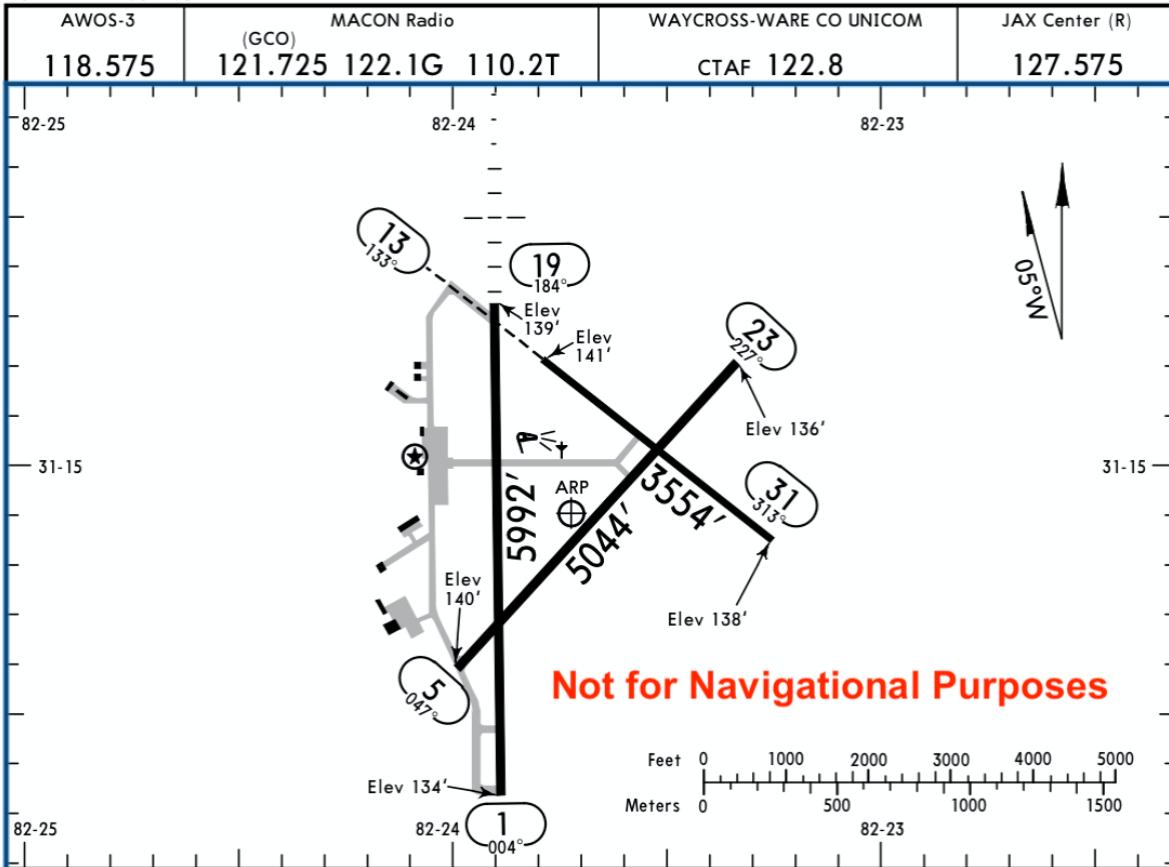 AWOS-3
118.575
MACON Radio
(GCO)
121.725 122.1G 110.2T
WAYCROSS-WARE CO UNICOM
CTAF 122.8
JAX Center (R)
127.575
82-25
82-24
82-23
13
133°
19
184°
Elev
139'
Elev
141'
23
227°
05°W
Elev 136'
31-15
31-15
ARP
5992'
5044'
3554'
31
313°
Elev
140'
Elev 138'
5
047°
Not for Navigational Purposes
Feet 0 1000 2000 3000 4000 5000
Meters 0 500 1000 1500
Elev 134'
1
004°
82-25
82-24
82-23